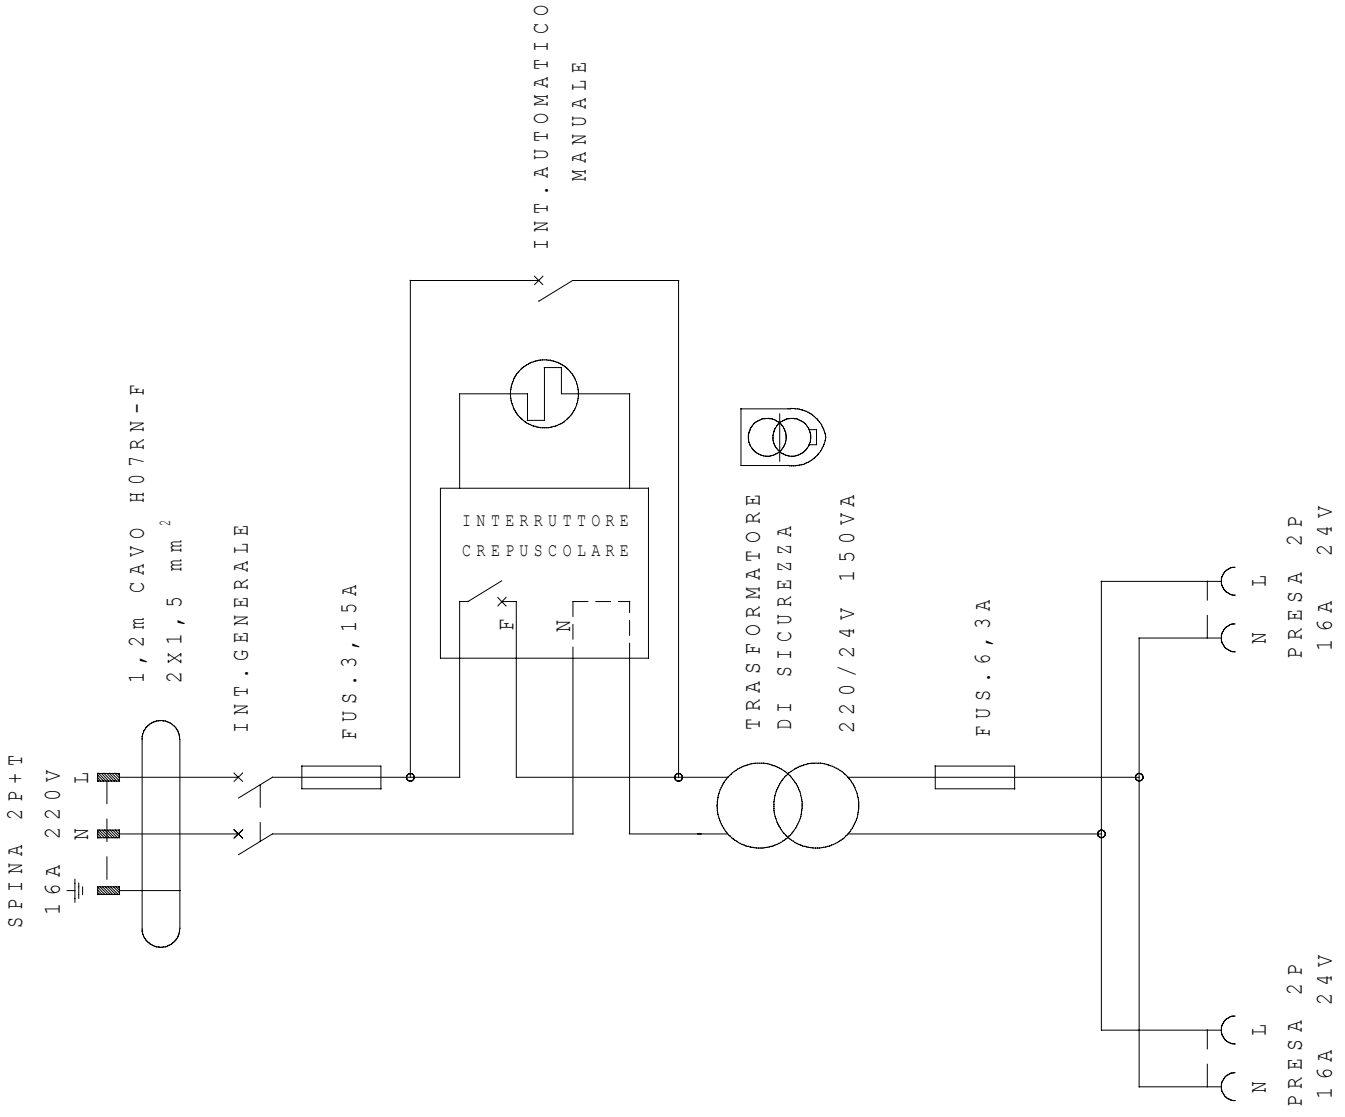 SPINA 2P+T
16A 220V
L
N
1,2m CAVO H07RN-F
2X1,5 mm²
INT.GENERALE
FUS.3,15A
INT.AUTOMATICO
MANUALE
INTERRUTTORE
CREPUSCOLARE
F
N
TRASFORMATORE
DI SICUREZZA
220/24V 150VA
FUS.6,3A
L
N
PRESA 2P
16A 24V
L
N
PRESA 2P
16A 24V